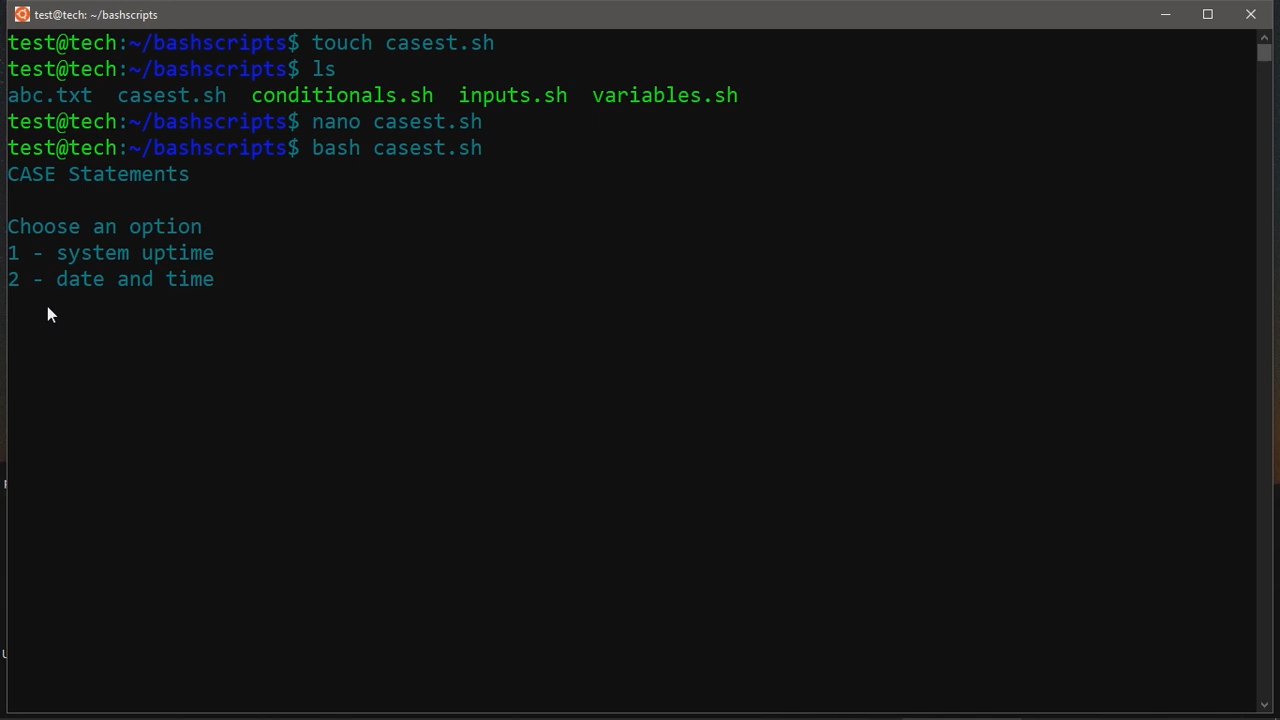 test@tech: ~/bashscripts
test@tech:~/bashscripts$ touch casest.sh
test@tech:~/bashscripts$ ls
abc.txt  casest.sh  conditionals.sh  inputs.sh  variables.sh
test@tech:~/bashscripts$ nano casest.sh
test@tech:~/bashscripts$ bash casest.sh
CASE Statements
Choose an option
1 - system uptime
2 - date and time